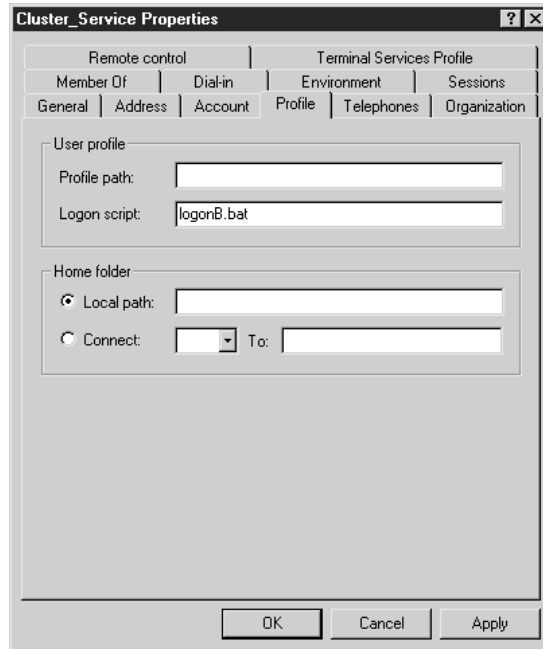 Cluster_Service Properties
Remote control Terminal Services Profile
Member Of Dial-in Environment Sessions
General Address Account Profile Telephones Organization
User profile
Profile path:
Logon script: logonB.bat
Home folder
Local path:
Connect: To:
OK Cancel Apply